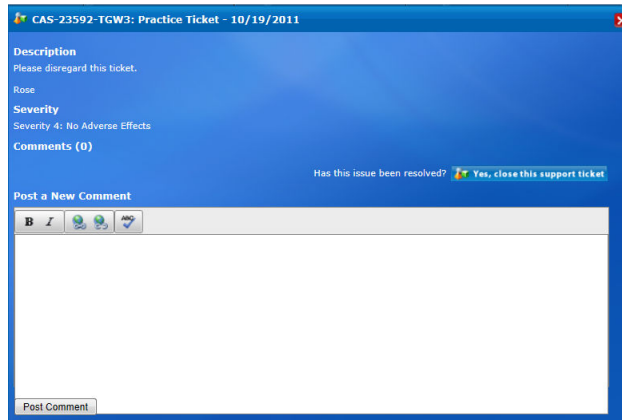 CAS-23592-TGW3: Practice Ticket - 10/19/2011
Description
Please disregard this ticket.
Rose
Severity
Severity 4: No Adverse Effects
Comments (0)
Has this issue been resolved? Yes, close this support ticket
Post a New Comment
B I ABC
Post Comment